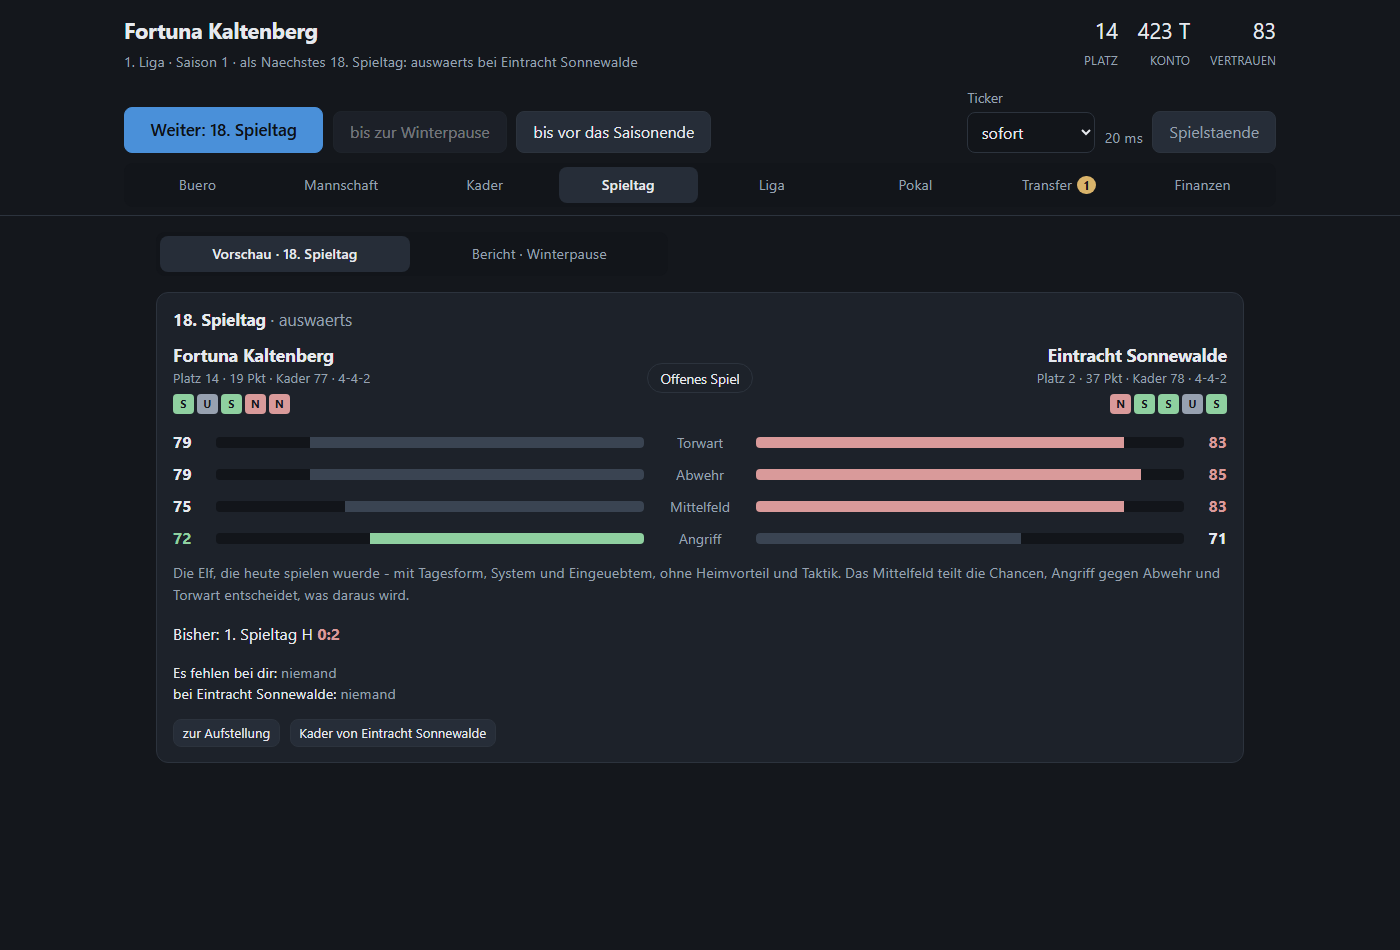 Fortuna Kaltenberg
1. Liga · Saison 1 · als Naechstes 18. Spieltag: auswaerts bei Eintracht Sonnewalde
14 423 T 83
PLATZ KONTO VERTRAUEN
Weiter: 18. Spieltag
bis zur Winterpause
bis vor das Saisonende
Ticker
sofort
20 ms
Spielstaende
Buero
Mannschaft
Kader
Spieltag
Liga
Pokal
Transfer 1
Finanzen
Vorschau · 18. Spieltag
Bericht · Winterpause
18. Spieltag · auswaerts
Fortuna Kaltenberg
Platz 14 · 19 Pkt · Kader 77 · 4-4-2
S U S N N
Offenes Spiel
Eintracht Sonnewalde
Platz 2 · 37 Pkt · Kader 78 · 4-4-2
N S S U S
79 Torwart 83
79 Abwehr 85
75 Mittelfeld 83
72 Angriff 71
Die Elf, die heute spielen wuerde - mit Tagesform, System und Eingeuebtem, ohne Heimvorteil und Taktik. Das Mittelfeld teilt die Chancen, Angriff gegen Abwehr und
Torwart entscheidet, was daraus wird.
Bisher: 1. Spieltag H 0:2
Es fehlen bei dir: niemand
bei Eintracht Sonnewalde: niemand
zur Aufstellung
Kader von Eintracht Sonnewalde